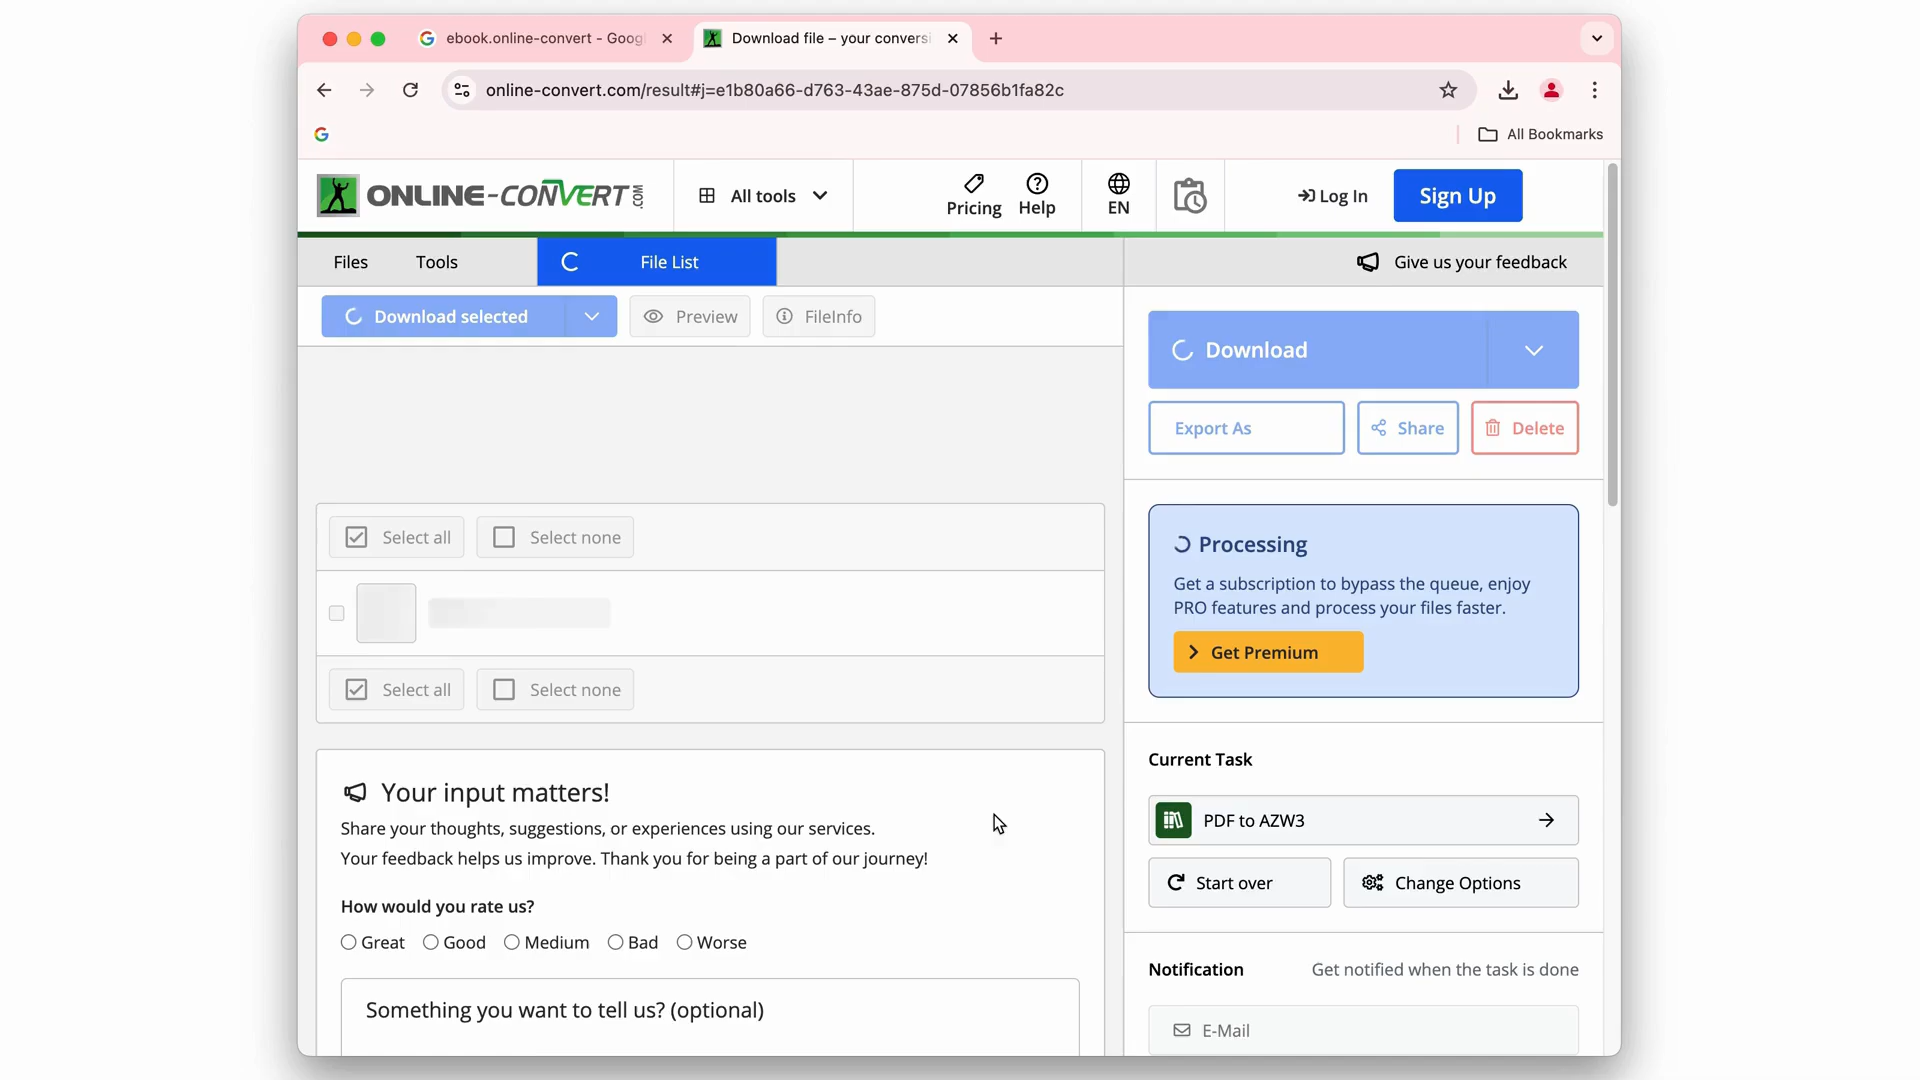 ebook.online-convert - Goog
Download file – your conversi
online-convert.com/result#j=e1b80a66-d763-43ae-875d-07856b1fa82c
All Bookmarks
ONLINE-CONVERT.COM
All tools
Pricing
Help
EN
Log In
Sign Up
Files
Tools
File List
Give us your feedback
Download selected
Preview
FileInfo
Download
Export As
Share
Delete
Select all
Select none
Processing
Get a subscription to bypass the queue, enjoy
PRO features and process your files faster.
Get Premium
Select all
Select none
Current Task
PDF to AZW3
Start over
Change Options
Your input matters!
Share your thoughts, suggestions, or experiences using our services.
Your feedback helps us improve. Thank you for being a part of our journey!
How would you rate us?
Great
Good
Medium
Bad
Worse
Something you want to tell us? (optional)
Notification
Get notified when the task is done
E-Mail